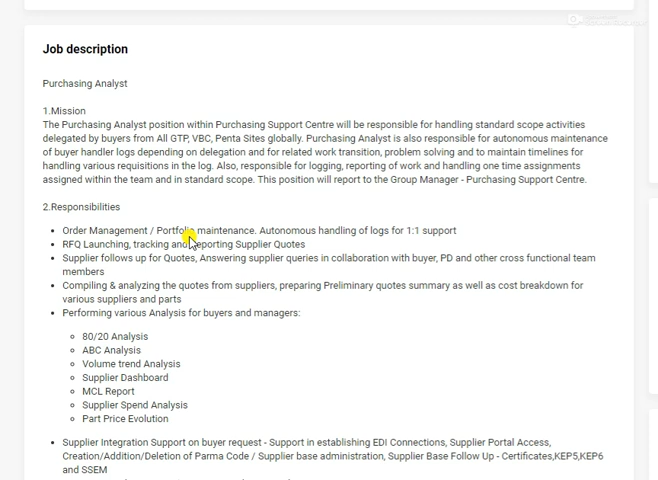 Job description
Purchasing Analyst
1.Mission
The Purchasing Analyst position within Purchasing Support Centre will be responsible for handling standard scope activities
delegated by buyers from All GTP, VBC, Penta Sites globally. Purchasing Analyst is also responsible for autonomous maintenance
of buyer handler logs depending on delegation and for related work transition, problem solving and to maintain timelines for
handling various requisitions in the log. Also, responsible for logging, reporting of work and handling one time assignments
assigned within the team and in standard scope. This position will report to the Group Manager - Purchasing Support Centre.
2.Responsibilities
Order Management / Portfolio maintenance. Autonomous handling of logs for 1:1 support
RFQ Launching, tracking and reporting Supplier Quotes
Supplier follows up for Quotes, Answering supplier queries in collaboration with buyer, PD and other cross functional team
members
Compiling & analyzing the quotes from suppliers, preparing Preliminary quotes summary as well as cost breakdown for
various suppliers and parts
Performing various Analysis for buyers and managers:
80/20 Analysis
ABC Analysis
Volume trend Analysis
Supplier Dashboard
MCL Report
Supplier Spend Analysis
Part Price Evolution
Supplier Integration Support on buyer request - Support in establishing EDI Connections, Supplier Portal Access,
Creation/Addition/Deletion of Parma Code / Supplier base administration, Supplier Base Follow Up - Certificates,KEP5,KEP6
and SSEM